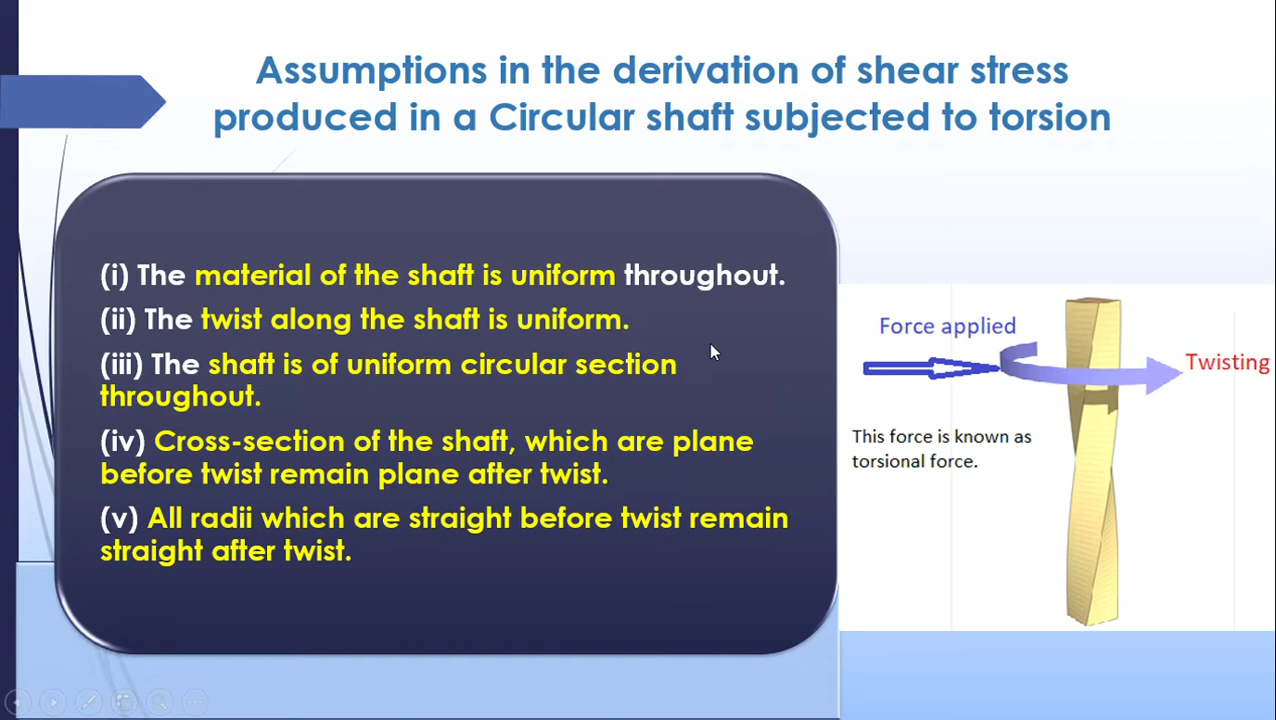 Assumptions in the derivation of shear stress
produced in a Circular shaft subjected to torsion
(i) The material of the shaft is uniform throughout.
(ii) The twist along the shaft is uniform.
(iii) The shaft is of uniform circular section
throughout.
(iv) Cross-section of the shaft, which are plane
before twist remain plane after twist.
(v) All radii which are straight before twist remain
straight after twist.
Force applied
Twisting
This force is known as
torsional force.